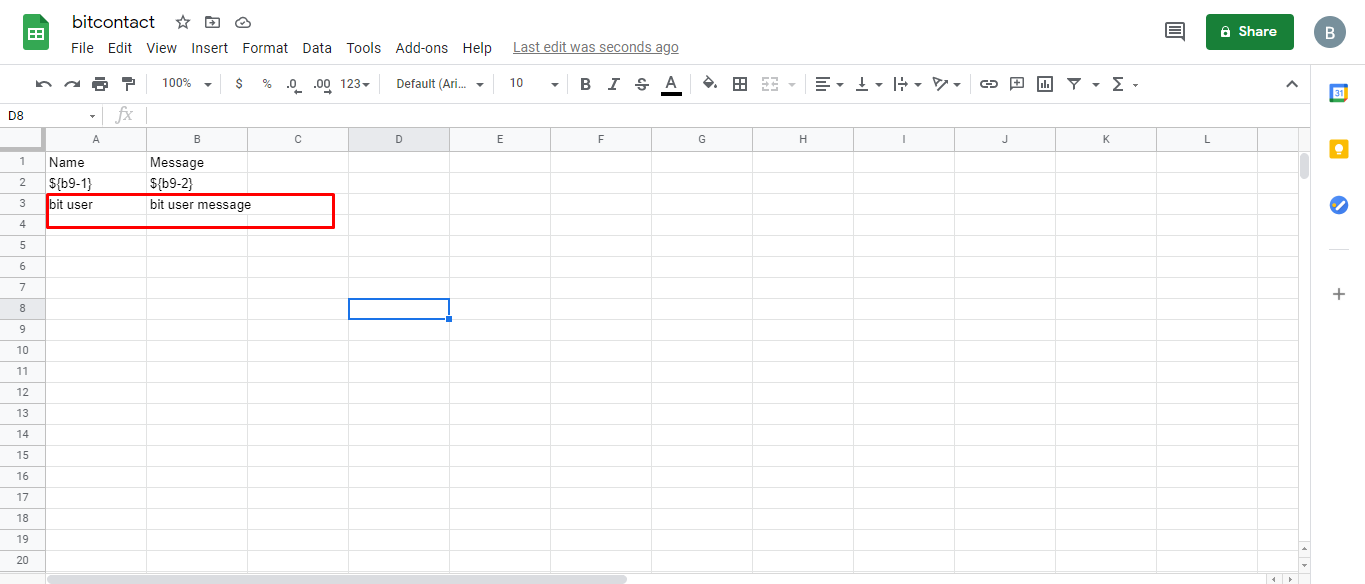 bitcontact
File Edit View Insert Format Data Tools Add-ons Help Last edit was seconds ago
Share
B
100% $ % .0 .00 123 Default (Ari... 10 B I S A
31
D8 fx
A B C D E F G H I J K L
1 Name Message
2 ${b9-1} ${b9-2}
3 bit user bit user message
4
5
6
7
8
9
10
11
12
13
14
15
16
17
18
19
20